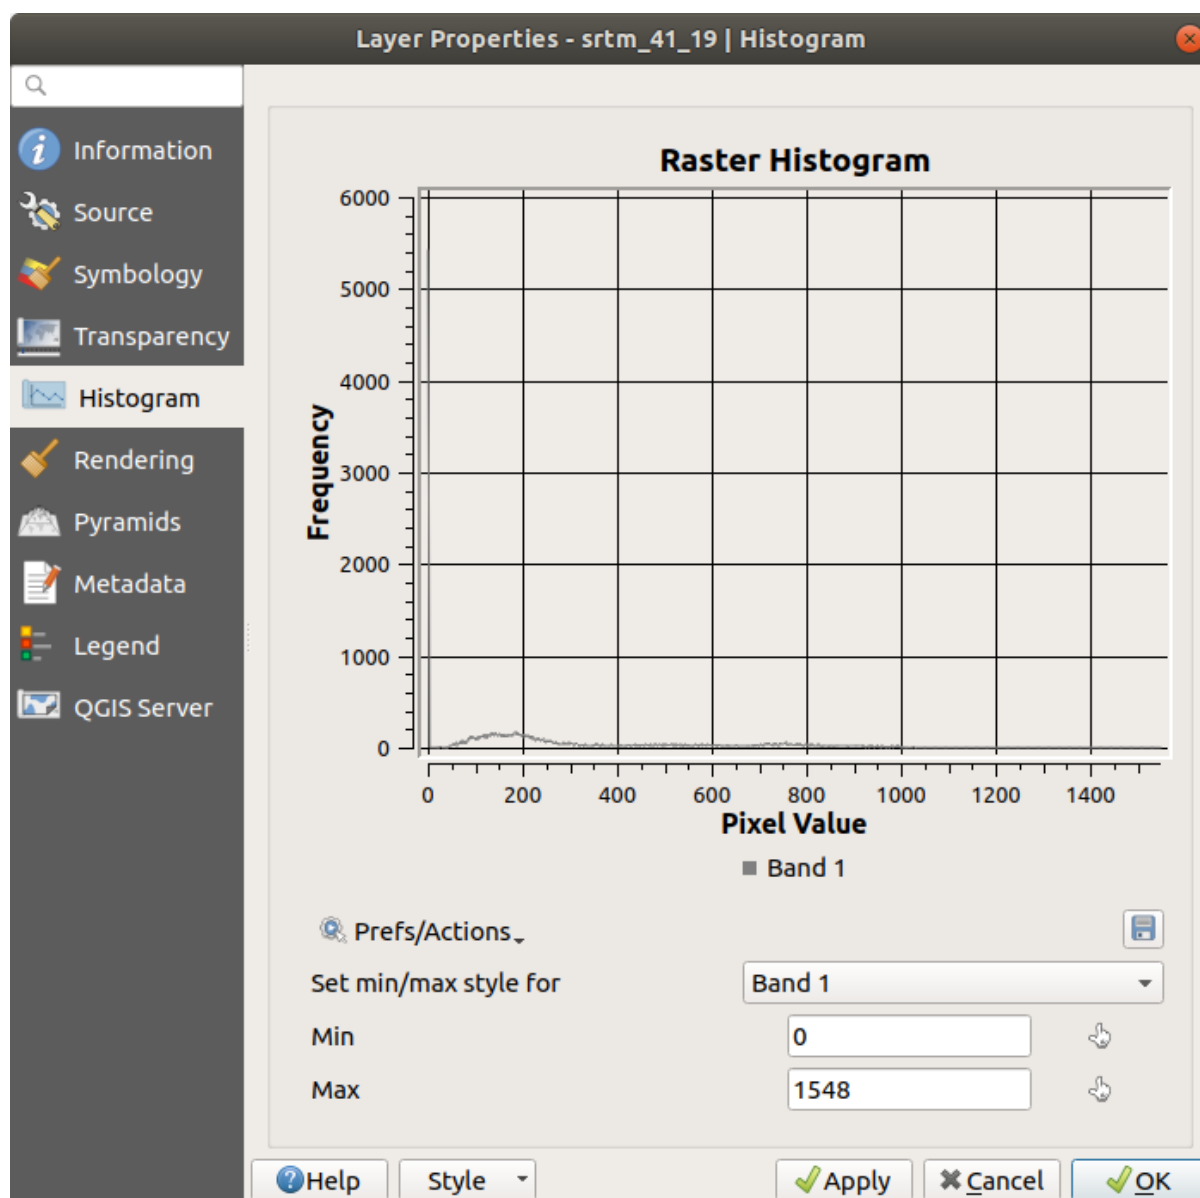 Layer Properties - srtm_41_19 | Histogram
Information
Source
Symbology
Transparency
Histogram
Rendering
Pyramids
Metadata
Legend
QGIS Server
Raster Histogram
6000
5000
4000
3000
2000
1000
0
Frequency
0 200 400 600 800 1000 1200 1400
Pixel Value
Band 1
Prefs/Actions
Set min/max style for Band 1
Min 0
Max 1548
Help Style Apply Cancel OK